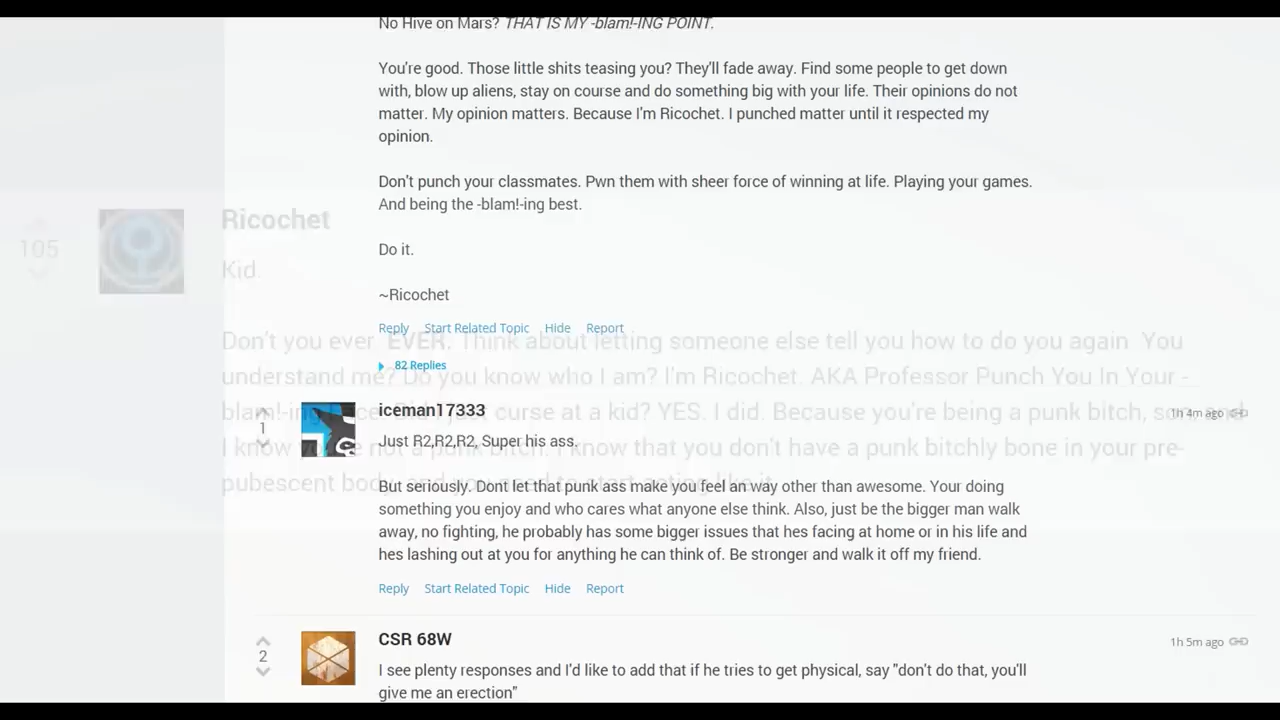 No Hive on Mars? THAT IS MY -blam!-ING POINT.
You're good. Those little shits teasing you? They'll fade away. Find some people to get down
with, blow up aliens, stay on course and do something big with your life. Their opinions do not
matter. My opinion matters. Because I'm Ricochet. I punched matter until it respected my
opinion.
Don't punch your classmates. Pwn them with sheer force of winning at life. Playing your games.
And being the -blam!-ing best.
Do it.
~Ricochet
Reply Start Related Topic Hide Report
82 Replies
105
Ricochet
Kid.
Don't you ever EVER. Think about letting someone else tell you how to do you again You
understand me? Do you know who I am? I'm Ricochet. AKA Professor Punch You In Your -
curse at a kid? YES. I did. Because you're being a punk bitch,
I know not a punk bitch. I know that you don't have a punk bitchly bone in your pre-
pubescent body
1
iceman17333
1h 4m ago
Just R2,R2,R2, Super his ass.
But seriously. Dont let that punk ass make you feel an way other than awesome. Your doing
something you enjoy and who cares what anyone else think. Also, just be the bigger man walk
away, no fighting, he probably has some bigger issues that hes facing at home or in his life and
hes lashing out at you for anything he can think of. Be stronger and walk it off my friend.
Reply Start Related Topic Hide Report
2
CSR 68W
1h 5m ago
I see plenty responses and I'd like to add that if he tries to get physical, say "don't do that, you'll
give me an erection"